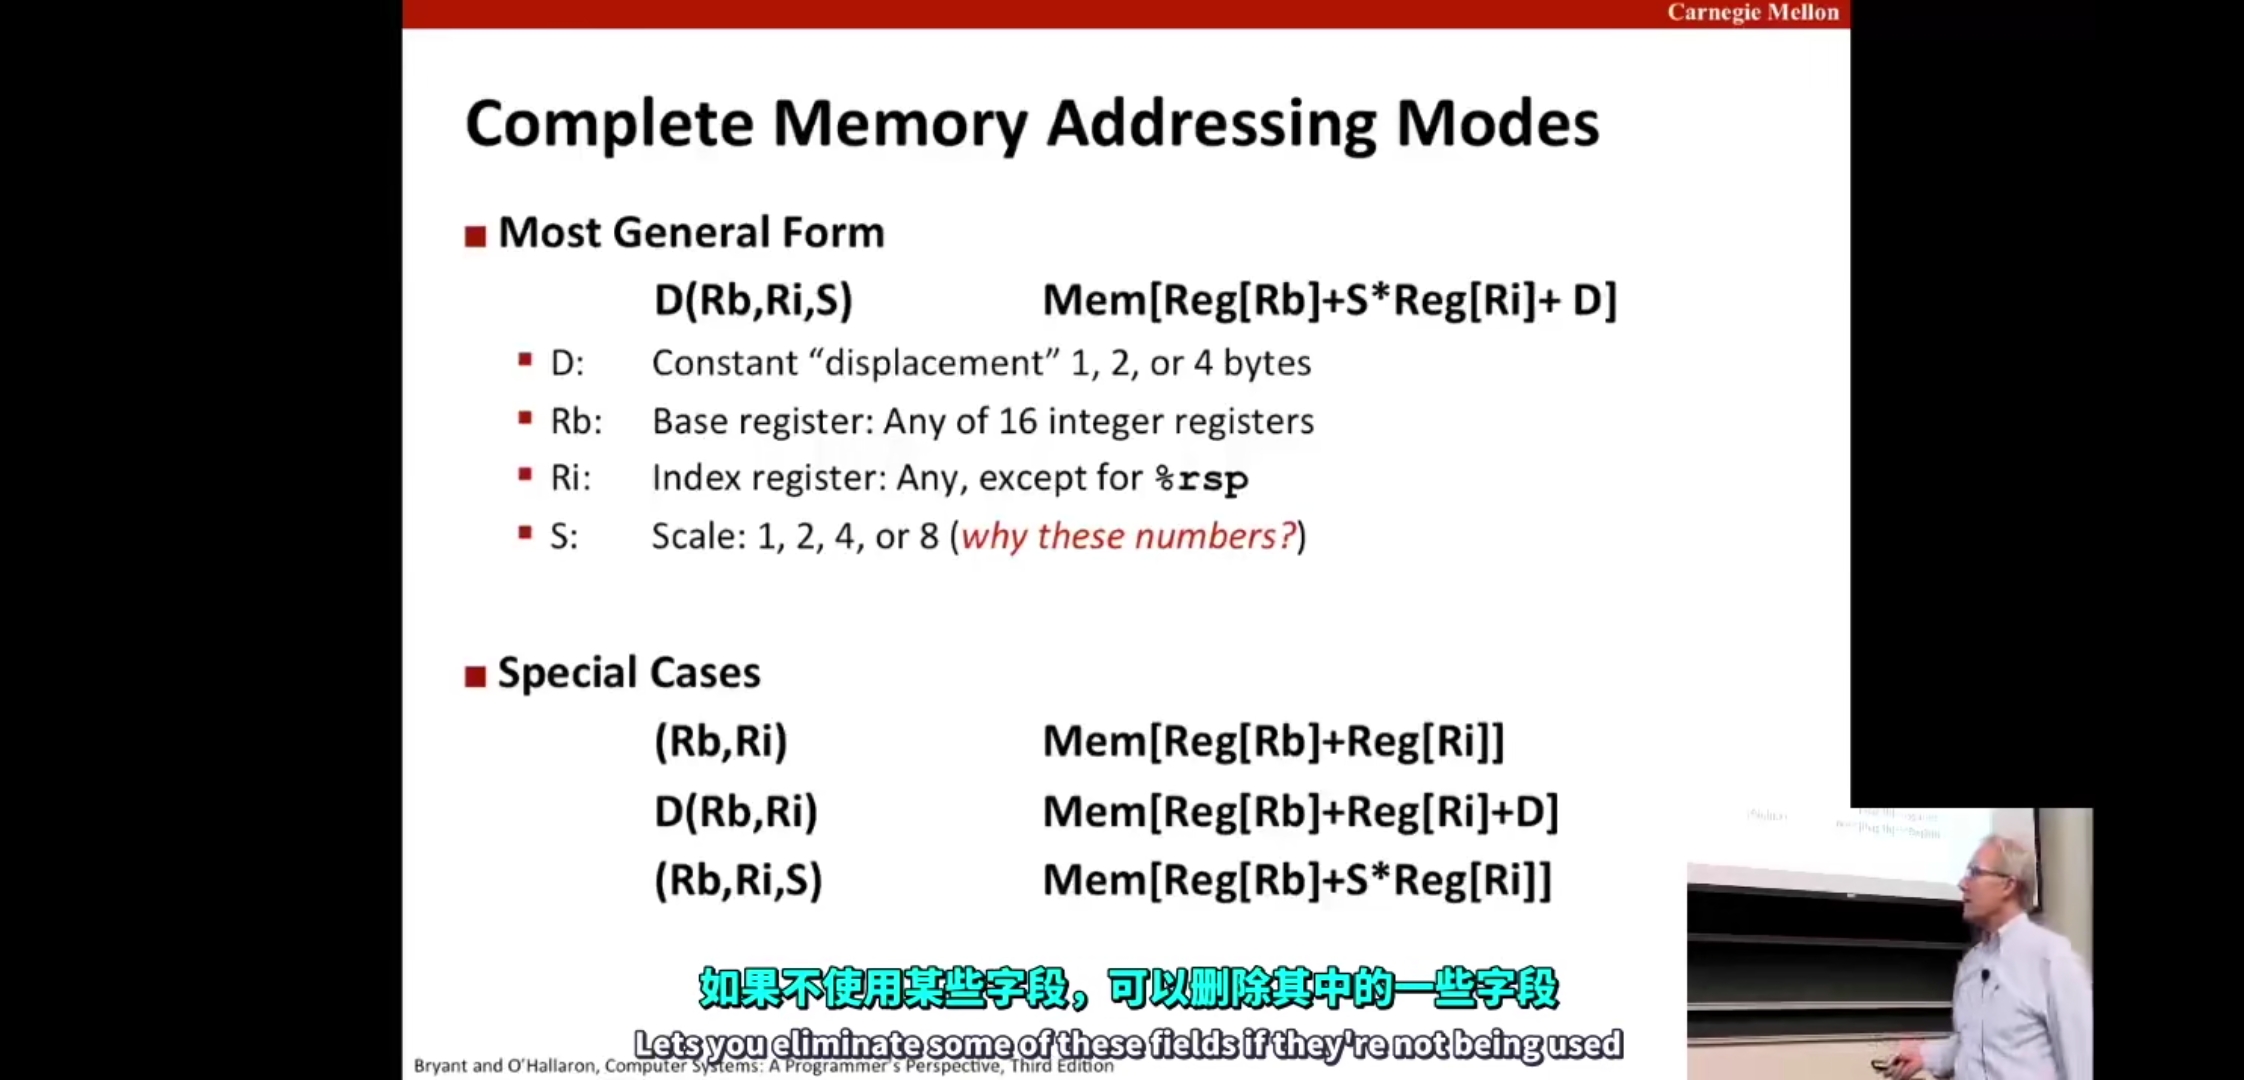 Carnegie Mellon
Complete Memory Addressing Modes
Most General Form
D(Rb,Ri,S) Mem[Reg[Rb]+S*Reg[Ri]+ D]
D: Constant “displacement” 1, 2, or 4 bytes
Rb: Base register: Any of 16 integer registers
Ri: Index register: Any, except for %rsp
S: Scale: 1, 2, 4, or 8 (why these numbers?)
Special Cases
(Rb,Ri) Mem[Reg[Rb]+Reg[Ri]]
D(Rb,Ri) Mem[Reg[Rb]+Reg[Ri]+D]
(Rb,Ri,S) Mem[Reg[Rb]+S*Reg[Ri]]
如果不使用某些字段，可以删除其中的一些字段
Lets you eliminate some of these fields if they're not being used
Bryant and O’Hallaron, Computer Systems: A Programmer’s Perspective, Third Edition